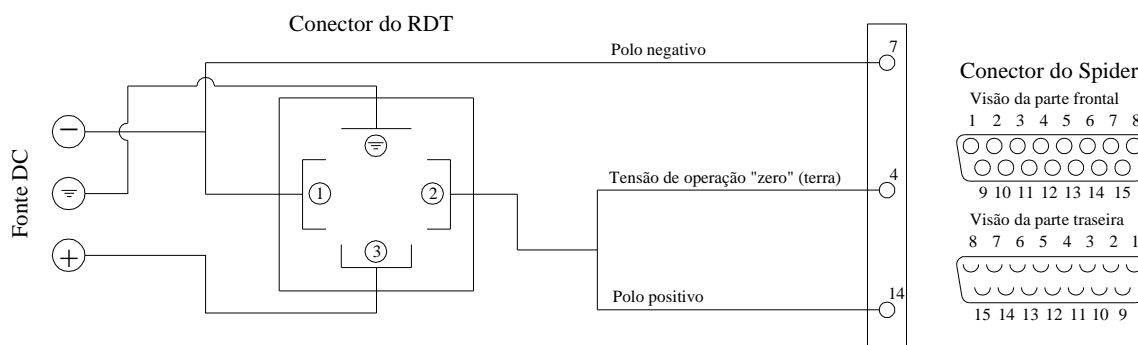 Conector do RDT
Fonte DC
−
+
1
2
3
Polo negativo
7
Tensão de operação "zero" (terra)
4
Polo positivo
14
Conector do Spider
Visão da parte frontal
1 2 3 4 5 6 7 8
9 10 11 12 13 14 15
Visão da parte traseira
8 7 6 5 4 3 2 1
15 14 13 12 11 10 9